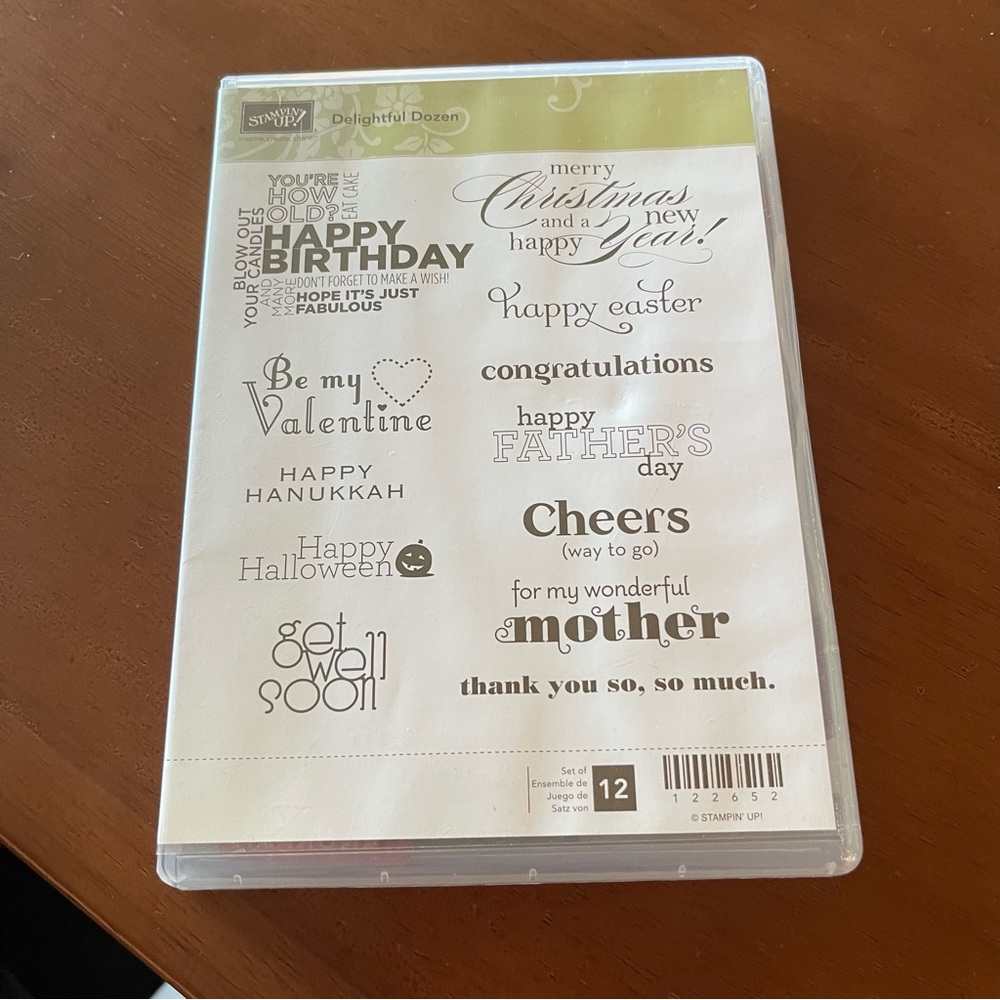 STAMPIN' UP!
inspire. create. share.
Delightful Dozen
YOU'RE
HOW
OLD?
EAT CAKE
BLOW OUT
YOUR CANDLES
HAPPY
BIRTHDAY
AND
MANY
MORE
DON'T FORGET TO MAKE A WISH!
HOPE IT'S JUST
FABULOUS
Be my
Valentine
HAPPY
HANUKKAH
Happy
Halloween
get
well
soon
merry
Christmas
and a new
happy Year!
happy easter
congratulations
happy
FATHER'S
day
Cheers
(way to go)
for my wonderful
mother
thank you so, so much.
Set of
Ensemble de
Juego de
Satz von
12
1 2 2 6 5 2
© STAMPIN' UP!